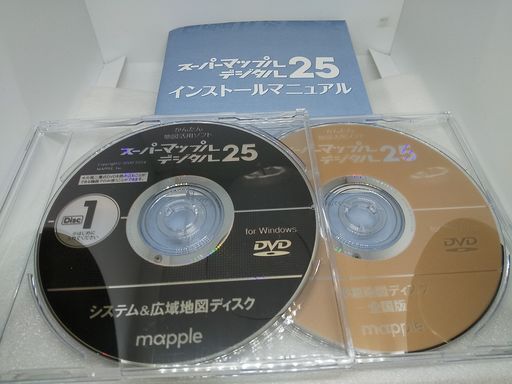 スーパーマップル
デジタル25
インストールマニュアル
かんたん
地図活用ソフト
スーパーマップル
デジタル25
Disc
1
for Windows
DVD
システム&広域地図ディスク
mapple
スーパーマップル
デジタル25
DVD
全国版
mapple